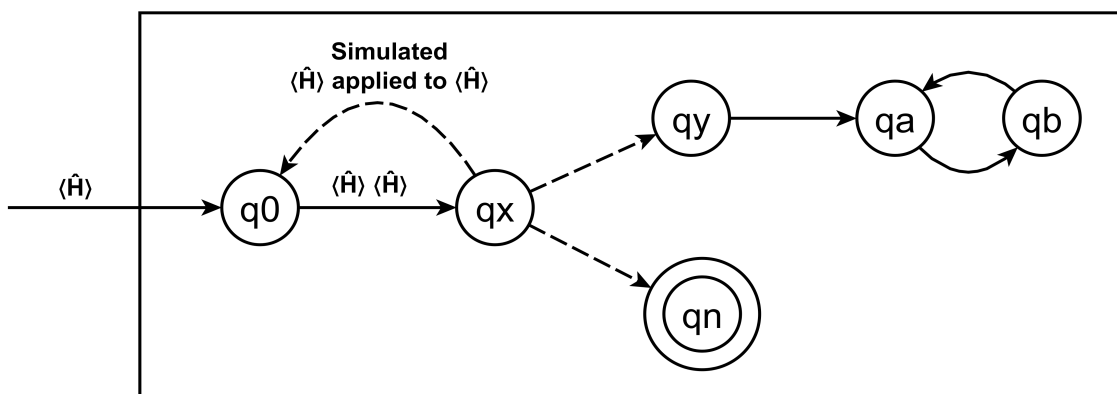 Simulated
⟨Ĥ⟩ applied to ⟨Ĥ⟩
qy
qa
qb
⟨Ĥ⟩
q0
⟨Ĥ⟩ ⟨Ĥ⟩
qx
qn